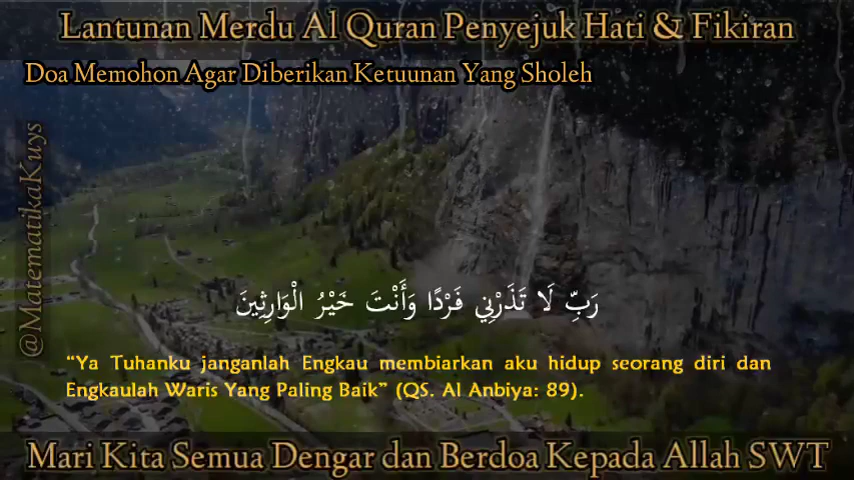 Lantunan Merdu Al Quran Penyejuk Hati & Fikiran
Doa Memohon Agar Diberikan Ketuunan Yang Sholeh
@MatematikaKuys
رَبِّ لَا تَذَرْنِي فَرْدًا وَأَنْتَ خَيْرُ الْوَارِثِينَ
“Ya Tuhanku janganlah Engkau membiarkan aku hidup seorang diri dan
Engkaulah Waris Yang Paling Baik” (QS. Al Anbiya: 89).
Mari Kita Semua Dengar dan Berdoa Kepada Allah SWT